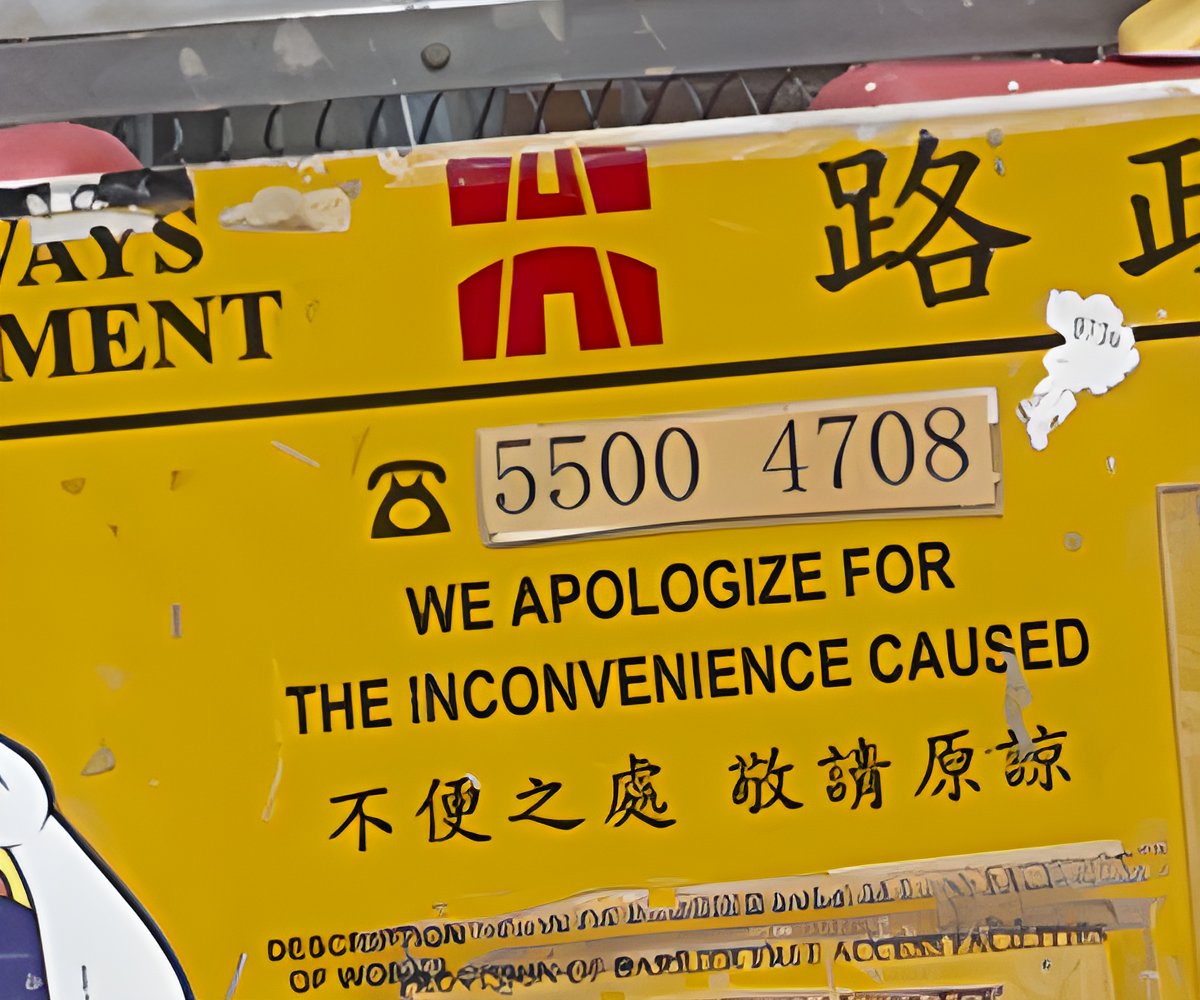 WAYS
MENT
路
5500 4708
WE APOLOGIZE FOR
THE INCONVENIENCE CAUSED
不便之處 敬請原諒
OF